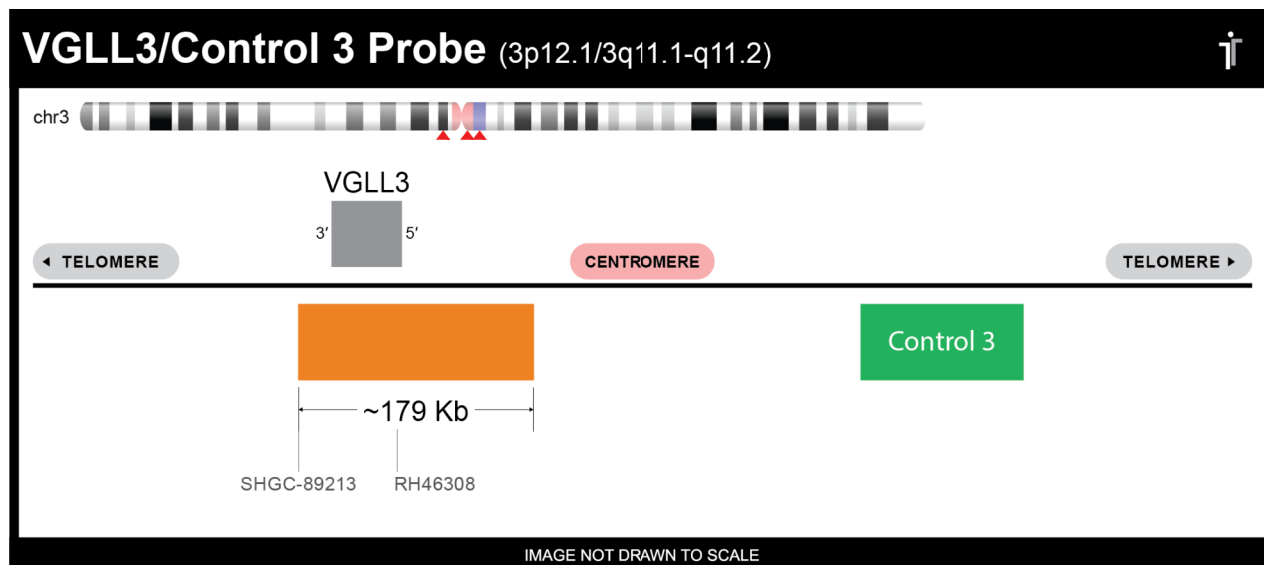 VGLL3/Control 3 Probe (3p12.1/3q11.1-q11.2)
chr3
VGLL3
3′ 5′
TELOMERE CENTROMERE TELOMERE
Control 3
~179 Kb
SHGC-89213 RH46308
IMAGE NOT DRAWN TO SCALE